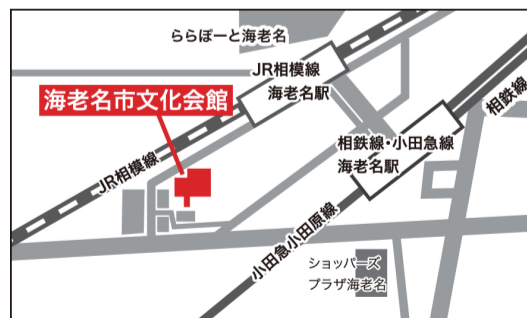 ららぽーと海老名
JR相模線
海老名駅
海老名市文化会館
相鉄線
相鉄線・小田急線
海老名駅
JR相模線
小田急小田原線
ショッパーズ
プラザ海老名